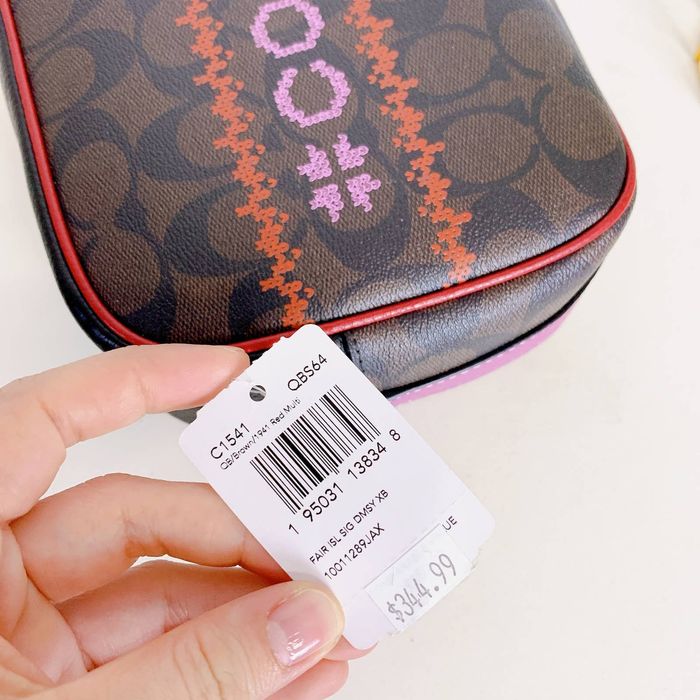 C1541 QBS64
QB/Brown/1941 Red Multi
1 95031 13834 8
FAIR ISL SIG DMSY XB
10011289JAX
UE
$344.99